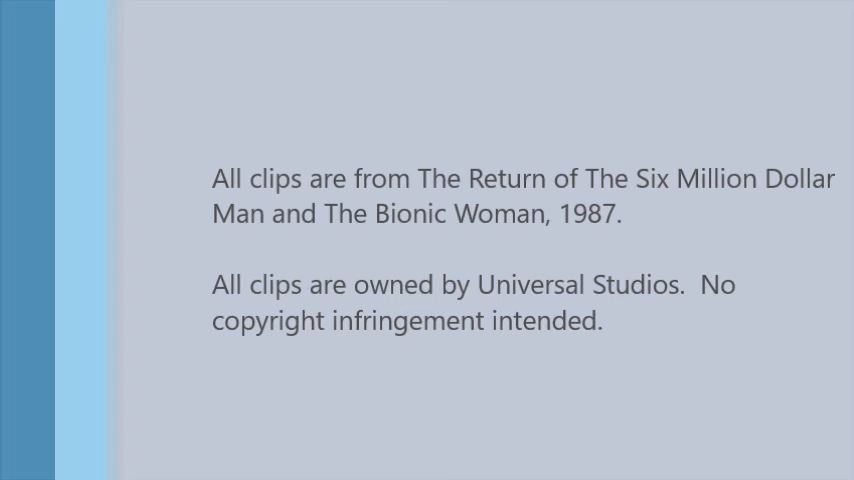 All clips are from The Return of The Six Million Dollar
Man and The Bionic Woman, 1987.
All clips are owned by Universal Studios.  No
copyright infringement intended.